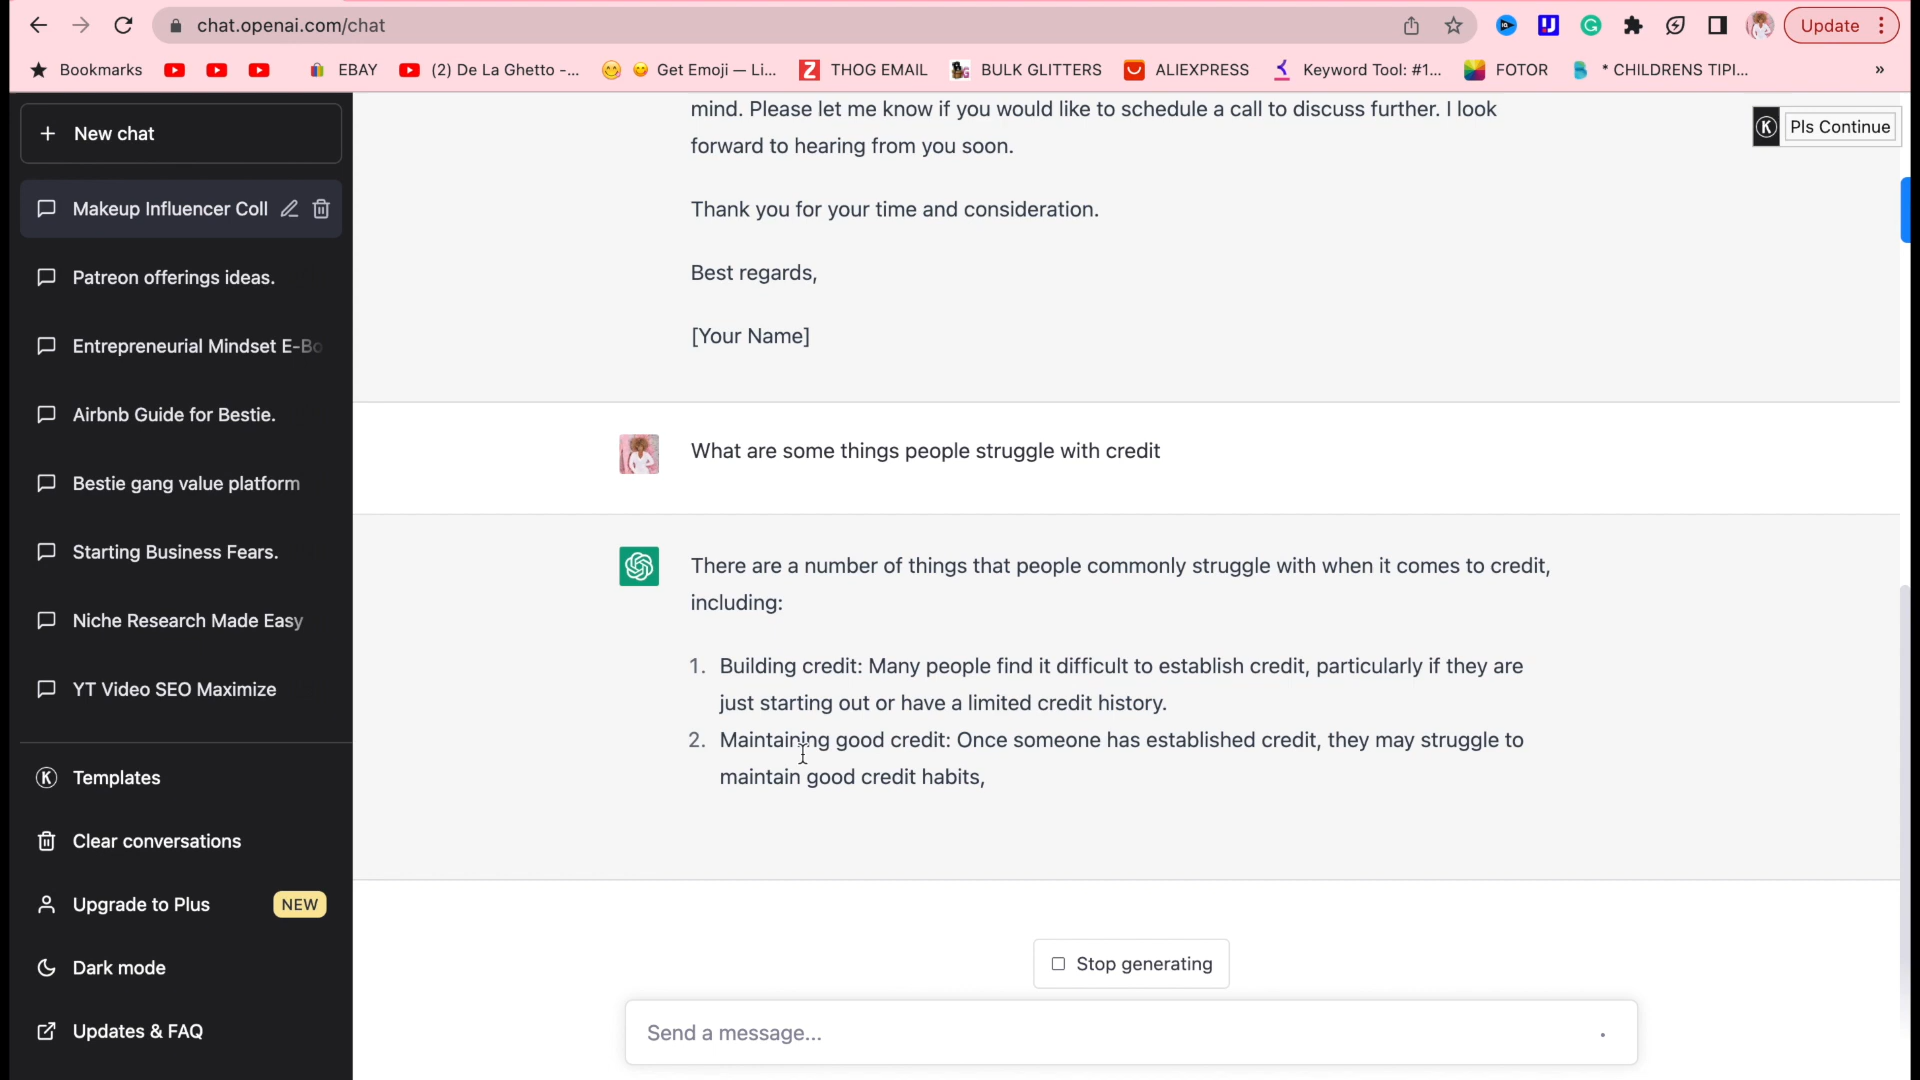 chat.openai.com/chat
Update
Bookmarks
EBAY
(2) De La Ghetto -...
Get Emoji — Li...
THOG EMAIL
BULK GLITTERS
ALIEXPRESS
Keyword Tool: #1...
FOTOR
* CHILDRENS TIPI...
»
New chat
Makeup Influencer Coll
Patreon offerings ideas.
Entrepreneurial Mindset E-Bo
Airbnb Guide for Bestie.
Bestie gang value platform
Starting Business Fears.
Niche Research Made Easy
YT Video SEO Maximize
Templates
Clear conversations
Upgrade to Plus
NEW
Dark mode
Updates & FAQ
Pls Continue
mind. Please let me know if you would like to schedule a call to discuss further. I look
forward to hearing from you soon.
Thank you for your time and consideration.
Best regards,
[Your Name]
What are some things people struggle with credit
There are a number of things that people commonly struggle with when it comes to credit,
including:
1. Building credit: Many people find it difficult to establish credit, particularly if they are
just starting out or have a limited credit history.
2. Maintaining good credit: Once someone has established credit, they may struggle to
maintain good credit habits,
Stop generating
Send a message...